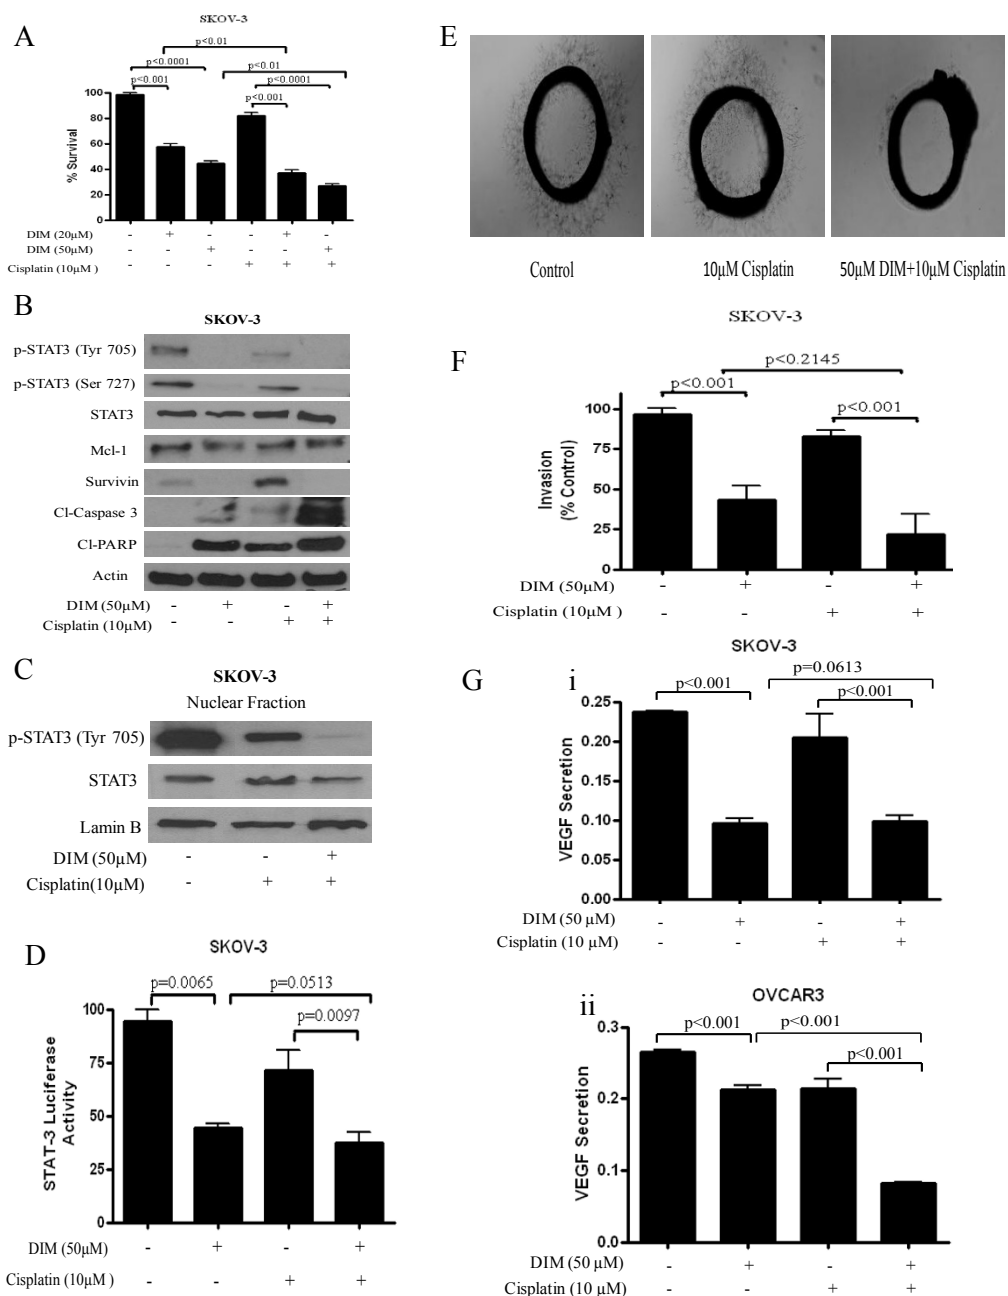 A
SKOV-3
p<0.01
p<0.0001
p<0.01
p<0.001
p<0.0001
p<0.001
100
80
60
40
20
0
% Survival
DIM (20µM) - + - - + -
DIM (50µM) - - + - - +
Cisplatin (10µM ) - - - + + +
B
SKOV-3
p-STAT3 (Tyr 705)
p-STAT3 (Ser 727)
STAT3
Mcl-1
Survivin
Cl-Caspase 3
Cl-PARP
Actin
DIM (50µM) - + - +
Cisplatin (10µM) - - + +
C
SKOV-3
Nuclear Fraction
p-STAT3 (Tyr 705)
STAT3
Lamin B
DIM (50µM) - - +
Cisplatin(10µM) - + +
D
SKOV-3
p=0.0065
p=0.0513
p=0.0097
100
75
50
25
0
STAT-3 Luciferase
Activity
DIM (50µM) - + - +
Cisplatin (10µM ) - - + +
E
Control
10µM Cisplatin
50µM DIM+10µM Cisplatin
F
SKOV-3
p<0.2145
p<0.001
p<0.001
100
75
50
25
0
Invasion
(% Control)
DIM (50µM) - + - +
Cisplatin (10µM ) - - + +
G
i
SKOV-3
p=0.0613
p<0.001
p<0.001
0.25
0.20
0.15
0.10
0.05
0.00
VEGF Secretion
DIM (50 µM) - + - +
Cisplatin (10 µM) - - + +
ii
OVCAR3
p<0.001
p<0.001
p<0.001
0.3
0.2
0.1
0.0
VEGF Secretion
DIM (50 µM) - + - +
Cisplatin (10 µM) - - + +